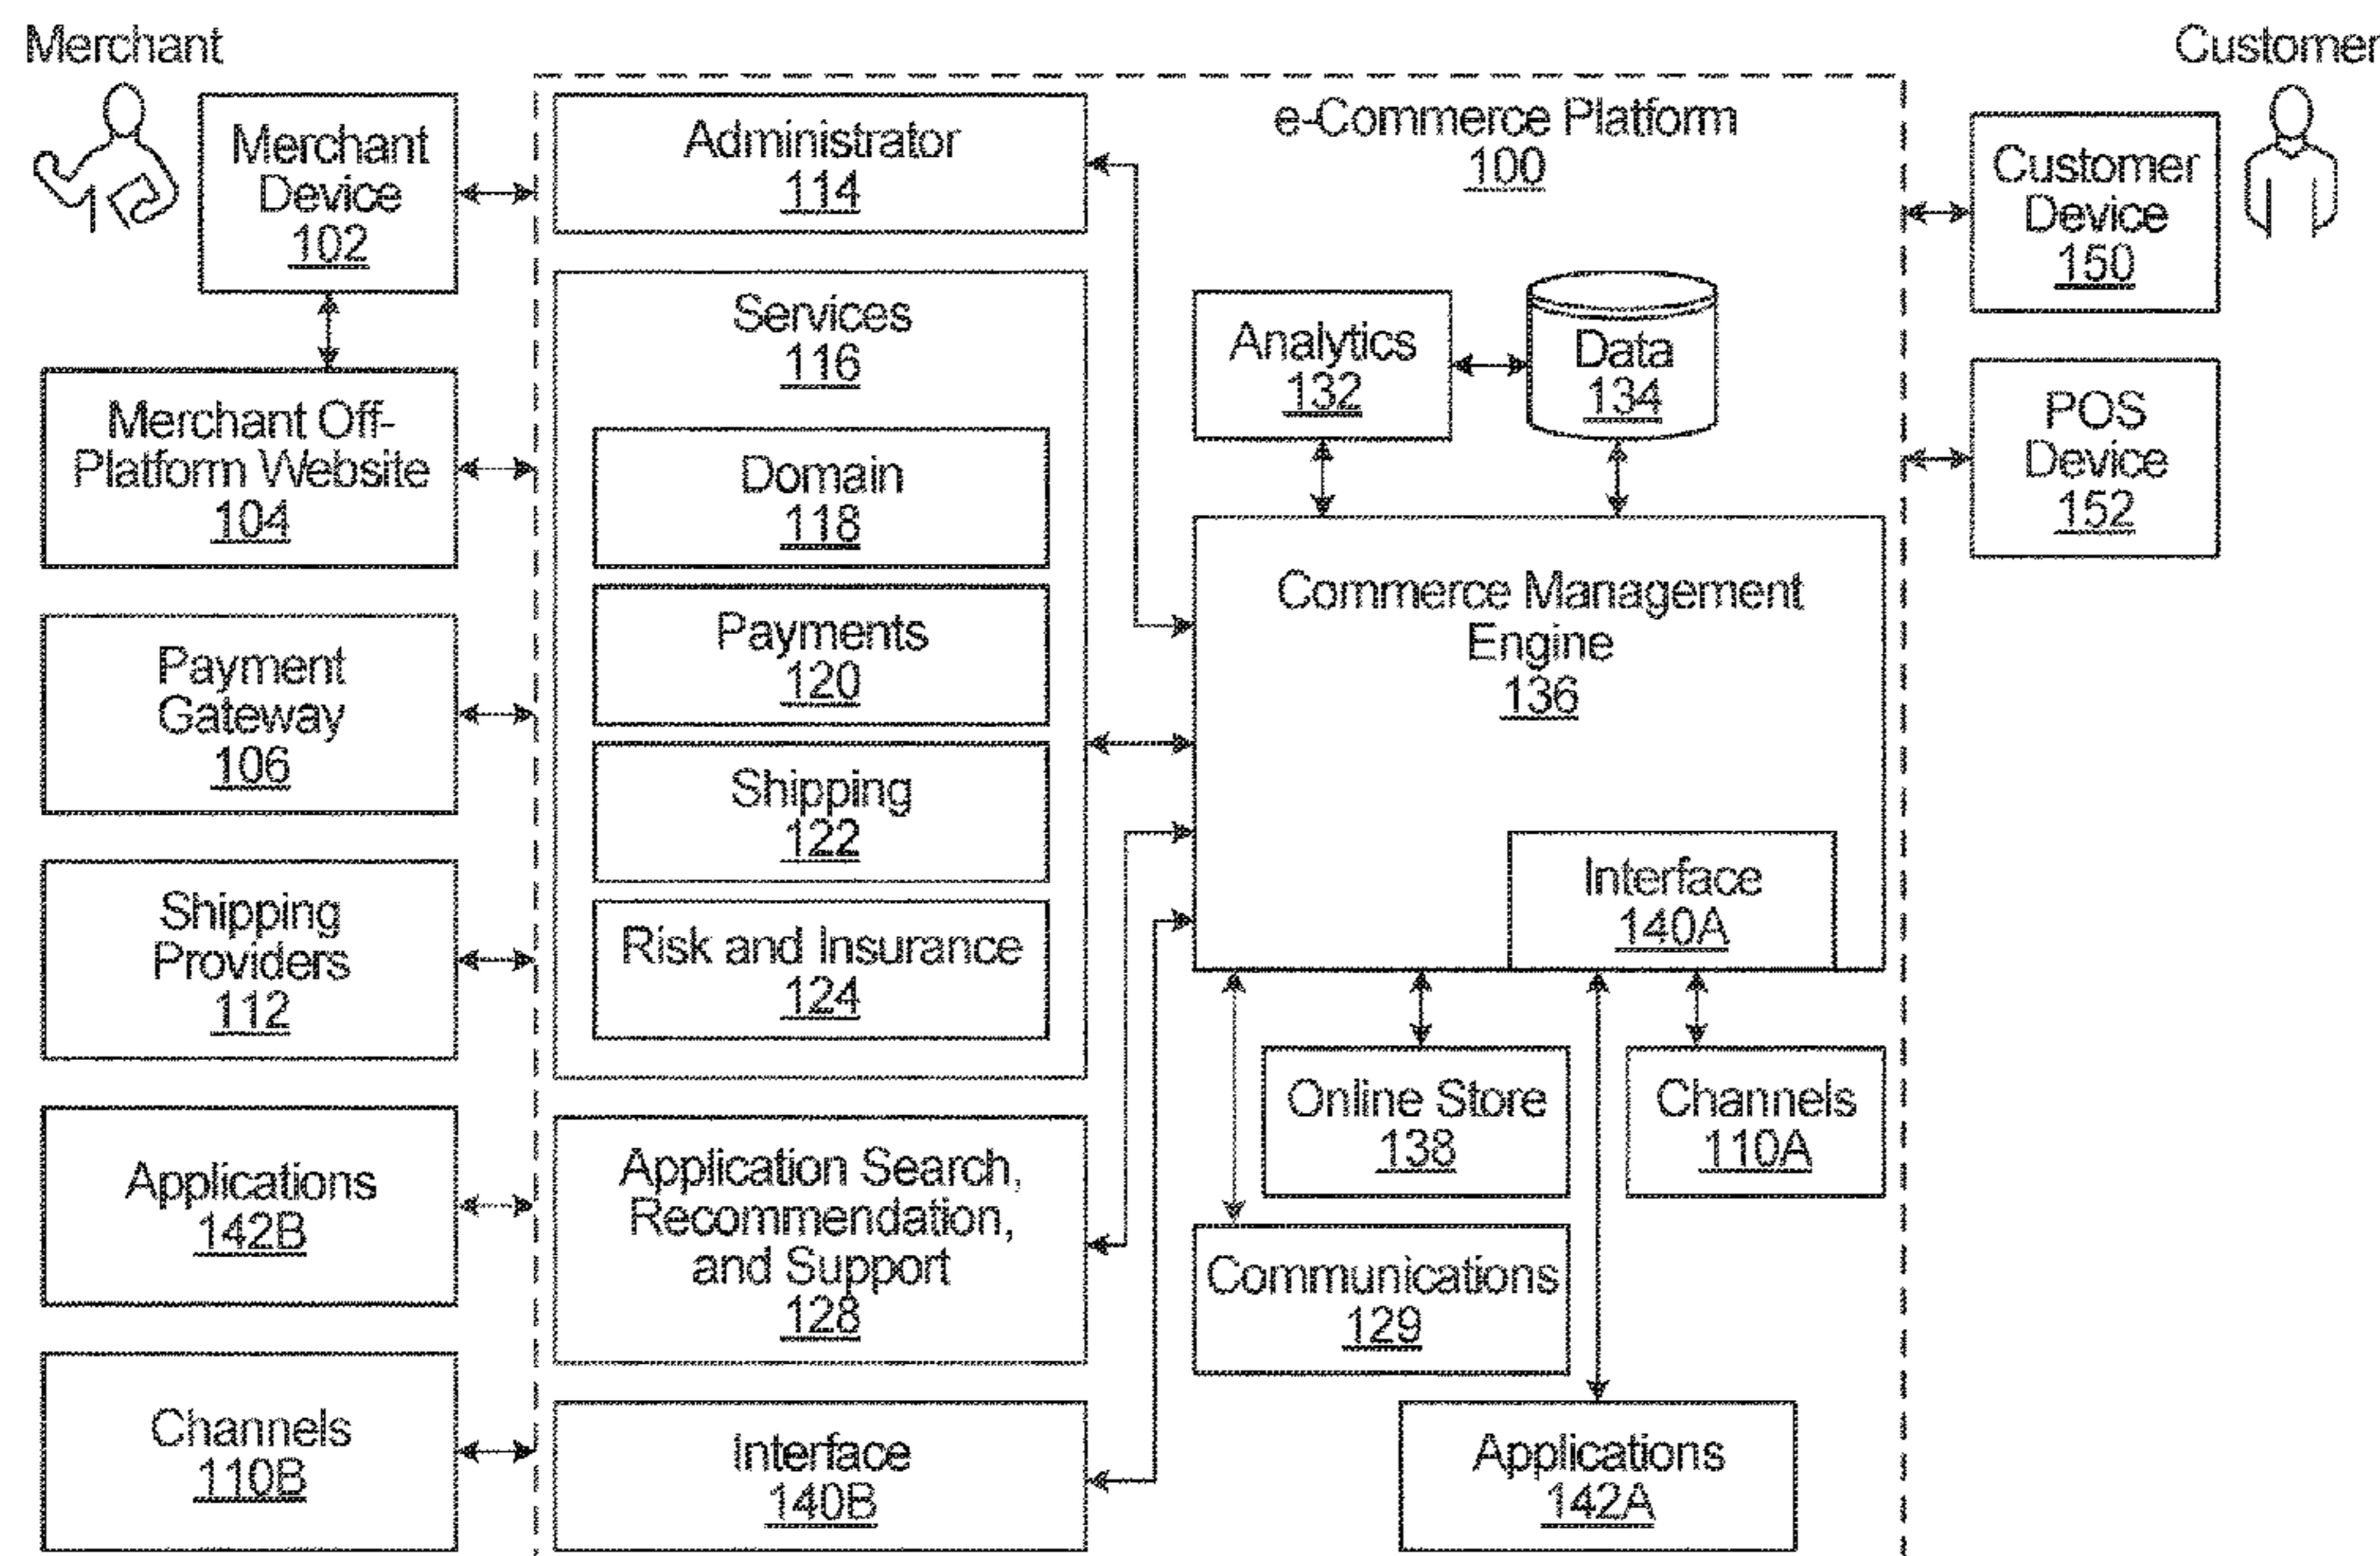 Merchant
Customer
Merchant
Device
102
Merchant Off-
Platform Website
104
Payment
Gateway
106
Shipping
Providers
112
Applications
142B
Channels
110B
Administrator
114
Services
116
Domain
118
Payments
120
Shipping
122
Risk and Insurance
124
Application Search,
Recommendation,
and Support
128
Interface
140B
e-Commerce Platform
100
Analytics
132
Data
134
Commerce Management
Engine
136
Interface
140A
Online Store
138
Channels
110A
Communications
129
Applications
142A
Customer
Device
150
POS
Device
152